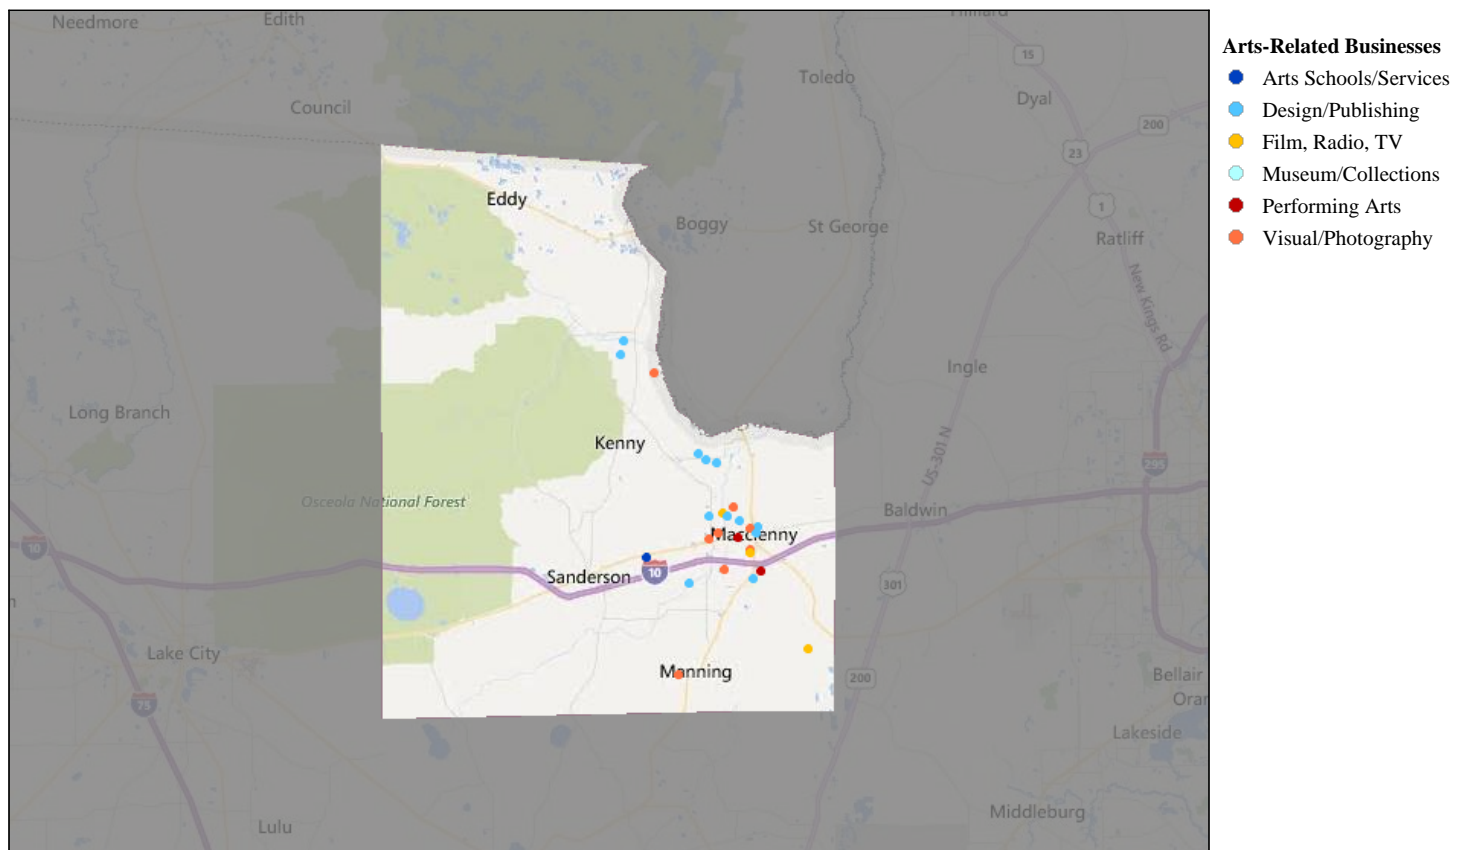 Needmore
Edith
Hilliard
15
Toledo
Council
Dyal
200
23
Eddy
1
Boggy
St George
Ratliff
New Kings Rd
Ingle
Long Branch
Kenny
US-301 N
295
Osceola National Forest
Baldwin
Macclenny
10
Sanderson
10
301
Lake City
Manning
200
75
Bellair
Lakeside
Middleburg
Lulu
Arts-Related Businesses
Arts Schools/Services
Design/Publishing
Film, Radio, TV
Museum/Collections
Performing Arts
Visual/Photography